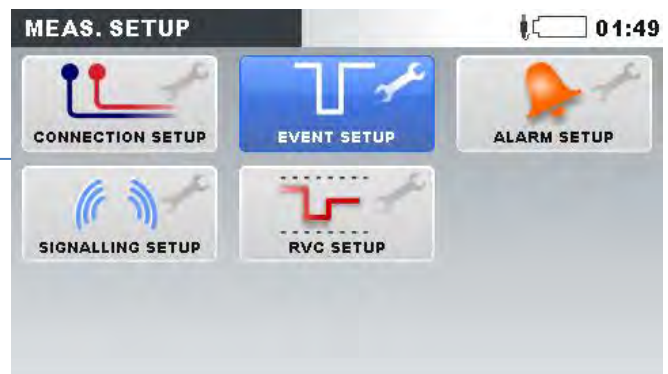 MEAS. SETUP 01:49
CONNECTION SETUP EVENT SETUP ALARM SETUP
SIGNALLING SETUP RVC SETUP